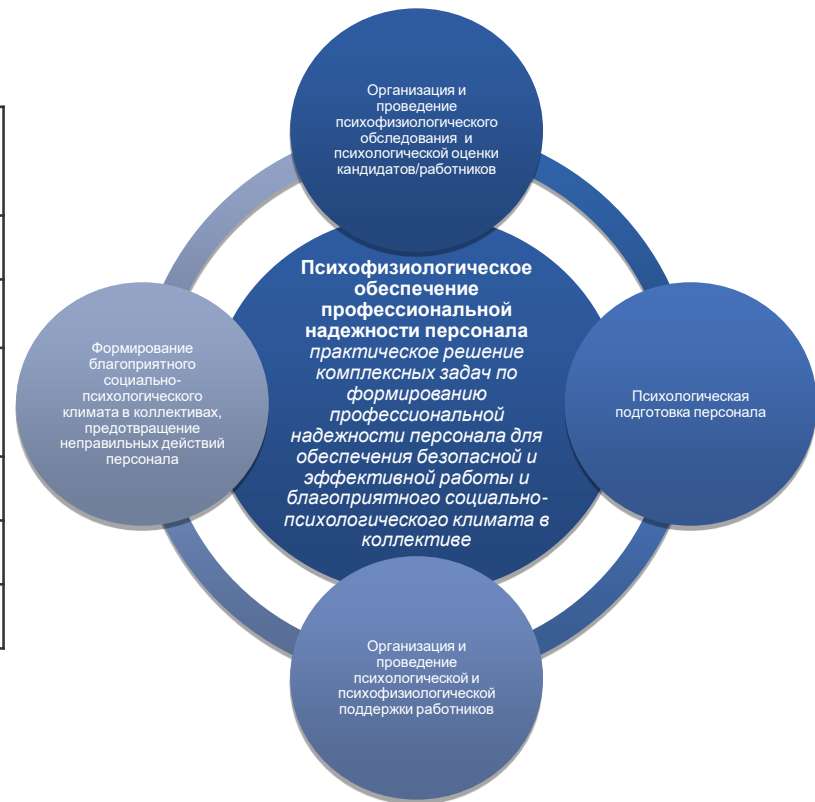 Организация и
проведение
психофизиологического
обследования и
психологической оценки
кандидатов/работников
Психофизиологическое
обеспечение
профессиональной
надежности персонала
практическое решение
комплексных задач по
формированию
профессиональной
надежности персонала для
обеспечения безопасной и
эффективной работы и
благоприятного социально-
психологического климата в
коллективе
Формирование
благоприятного
социально-
психологического
климата в коллективах,
предотвращение
неправильных действий
персонала
Психологическая
подготовка персонала
Организация и
проведение
психологической и
психофизиологической
поддержки работников